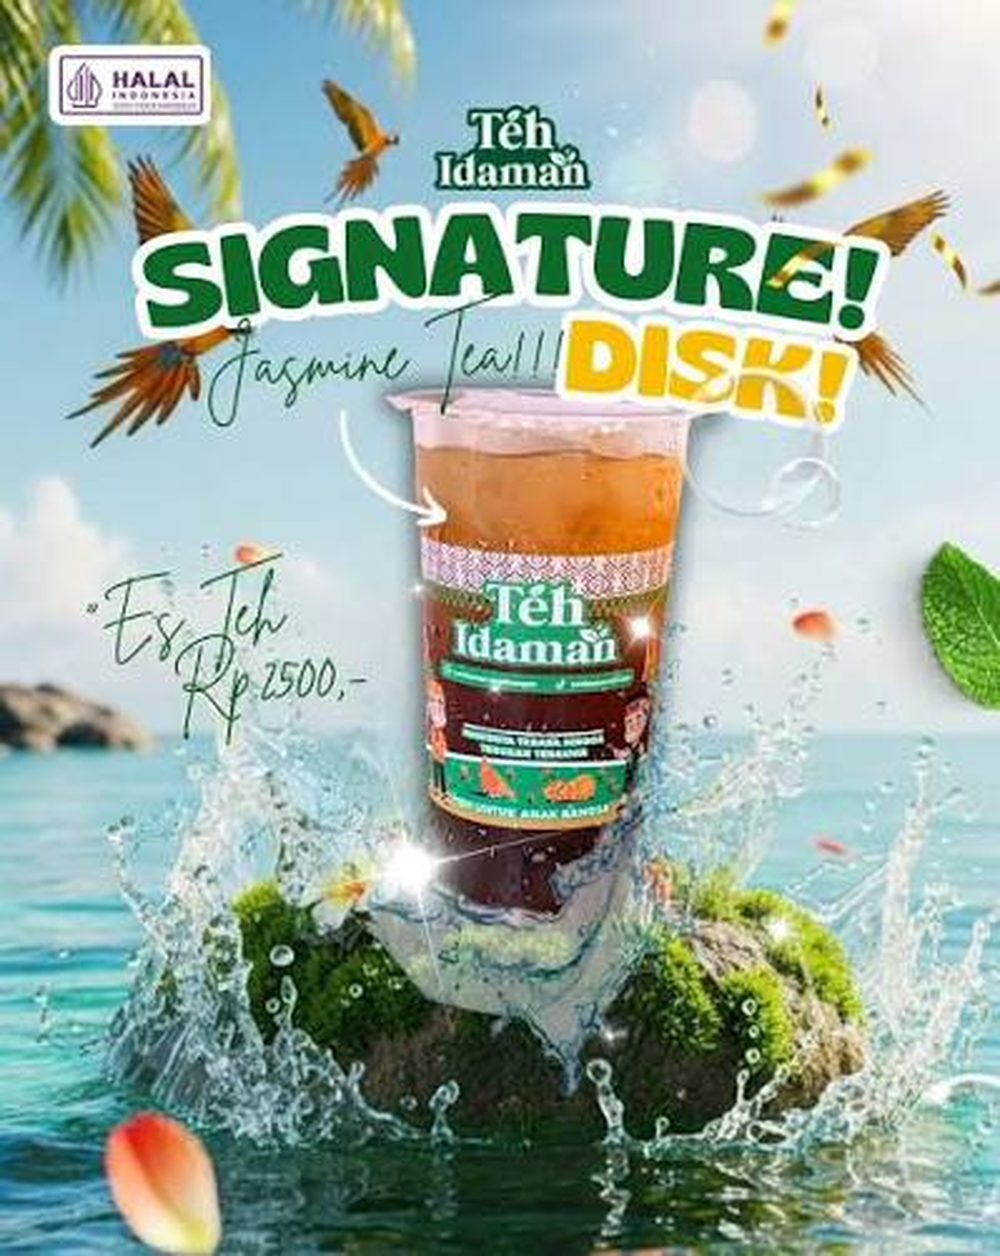 HALAL
INDONESIA
Téh
Idaman
SIGNATURE!
Jasmine Tea!!!
DISK!
"Es Teh
Rp.2500,-
Téh
Idaman